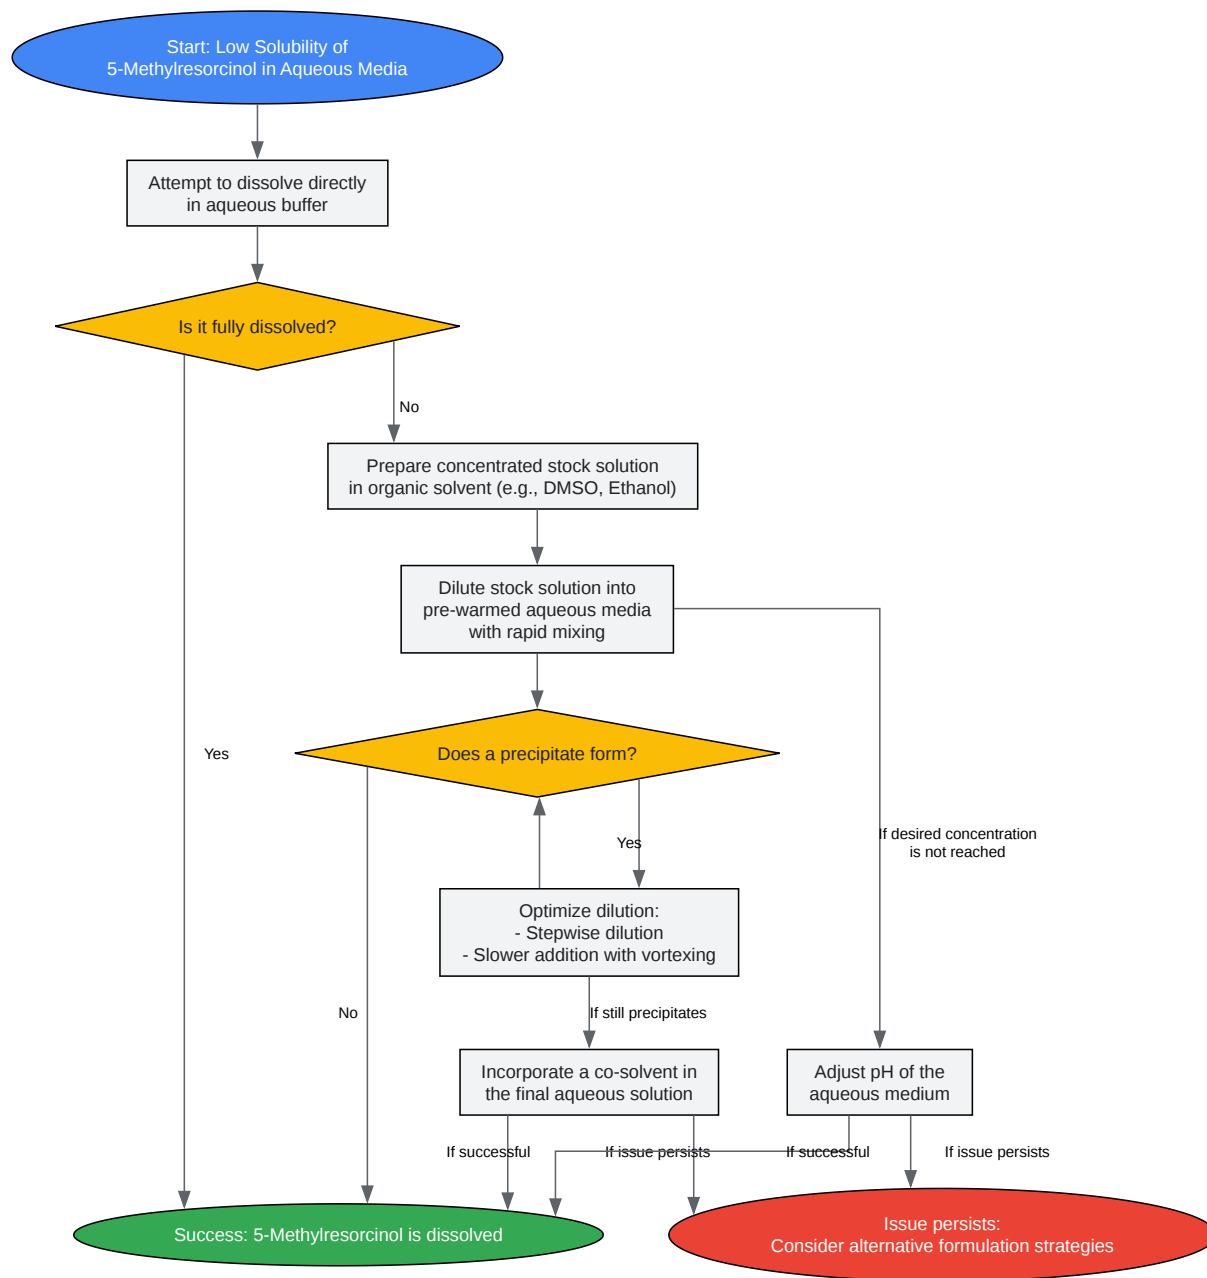 Start: Low Solubility of
5-Methylresorcinol in Aqueous Media
Attempt to dissolve directly
in aqueous buffer
Is it fully dissolved?
No
Prepare concentrated stock solution
in organic solvent (e.g., DMSO, Ethanol)
Dilute stock solution into
pre-warmed aqueous media
with rapid mixing
Yes
Does a precipitate form?
Yes
If desired concentration
is not reached
Optimize dilution:
- Stepwise dilution
- Slower addition with vortexing
No
If still precipitates
Incorporate a co-solvent in
the final aqueous solution
Adjust pH of the
aqueous medium
If successful
If issue persists
If successful
If issue persists
Success: 5-Methylresorcinol is dissolved
Issue persists:
Consider alternative formulation strategies